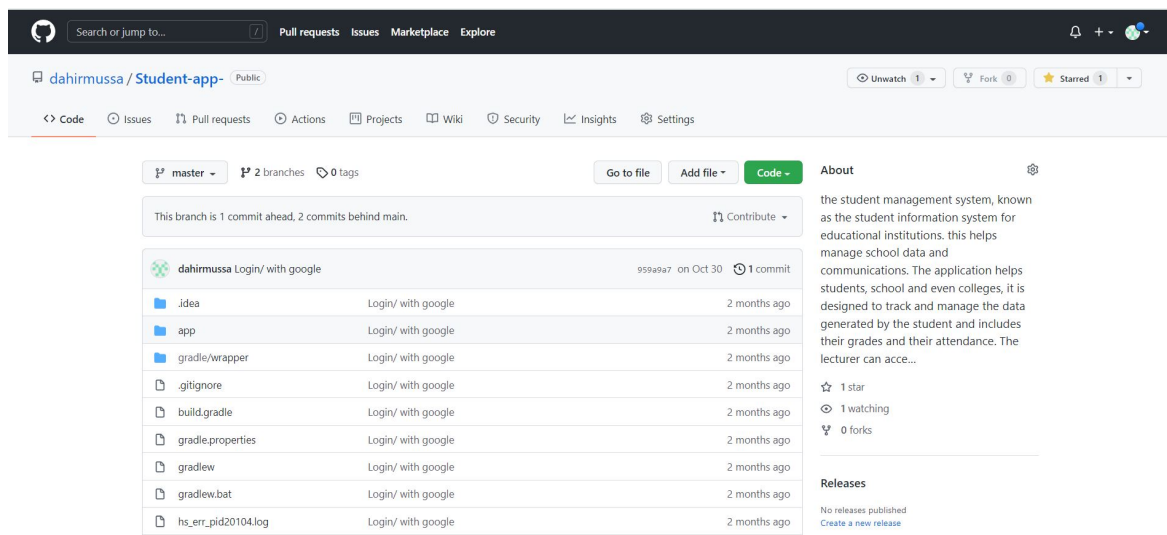 Search or jump to... /
Pull requests Issues Marketplace Explore
dahirmussa / Student-app- Public
Unwatch 1 Fork 0 Starred 1
<> Code Issues Pull requests Actions Projects Wiki Security Insights Settings
master 2 branches 0 tags Go to file Add file Code
This branch is 1 commit ahead, 2 commits behind main. Contribute
dahirmussa Login/ with google 959a9a7 on Oct 30 1 commit
.idea Login/ with google 2 months ago
app Login/ with google 2 months ago
gradle/wrapper Login/ with google 2 months ago
.gitignore Login/ with google 2 months ago
build.gradle Login/ with google 2 months ago
gradle.properties Login/ with google 2 months ago
gradlew Login/ with google 2 months ago
gradlew.bat Login/ with google 2 months ago
hs_err_pid20104.log Login/ with google 2 months ago
About
the student management system, known
as the student information system for
educational institutions. this helps
manage school data and
communications. The application helps
students, school and even colleges, it is
designed to track and manage the data
generated by the student and includes
their grades and their attendance. The
lecturer can acce...
1 star
1 watching
0 forks
Releases
No releases published
Create a new release